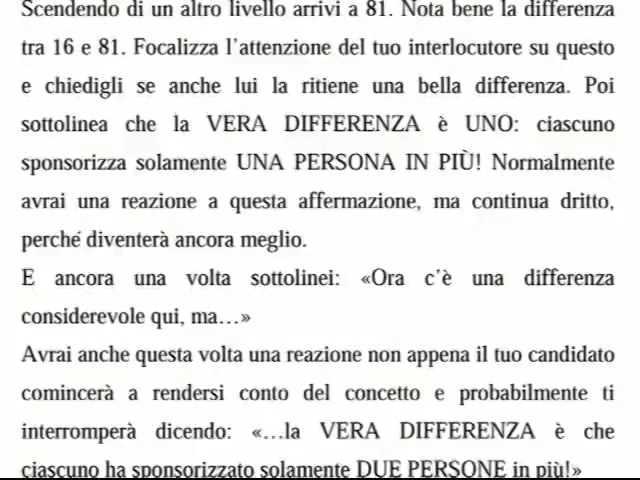 Scendendo di un altro livello arrivi a 81. Nota bene la differenza
tra 16 e 81. Focalizza l'attenzione del tuo interlocutore su questo
e chiedigli se anche lui la ritiene una bella differenza. Poi
sottolinea che la VERA DIFFERENZA è UNO: ciascuno
sponsorizza solamente UNA PERSONA IN PIÙ! Normalmente
avrai una reazione a questa affermazione, ma continua dritto,
perché diventerà ancora meglio.
E ancora una volta sottolinei: «Ora c'è una differenza
considerevole qui, ma…»
Avrai anche questa volta una reazione non appena il tuo candidato
comincerà a rendersi conto del concetto e probabilmente ti
interromperà dicendo: «…la VERA DIFFERENZA è che
ciascuno ha sponsorizzato solamente DUE PERSONE in più!»